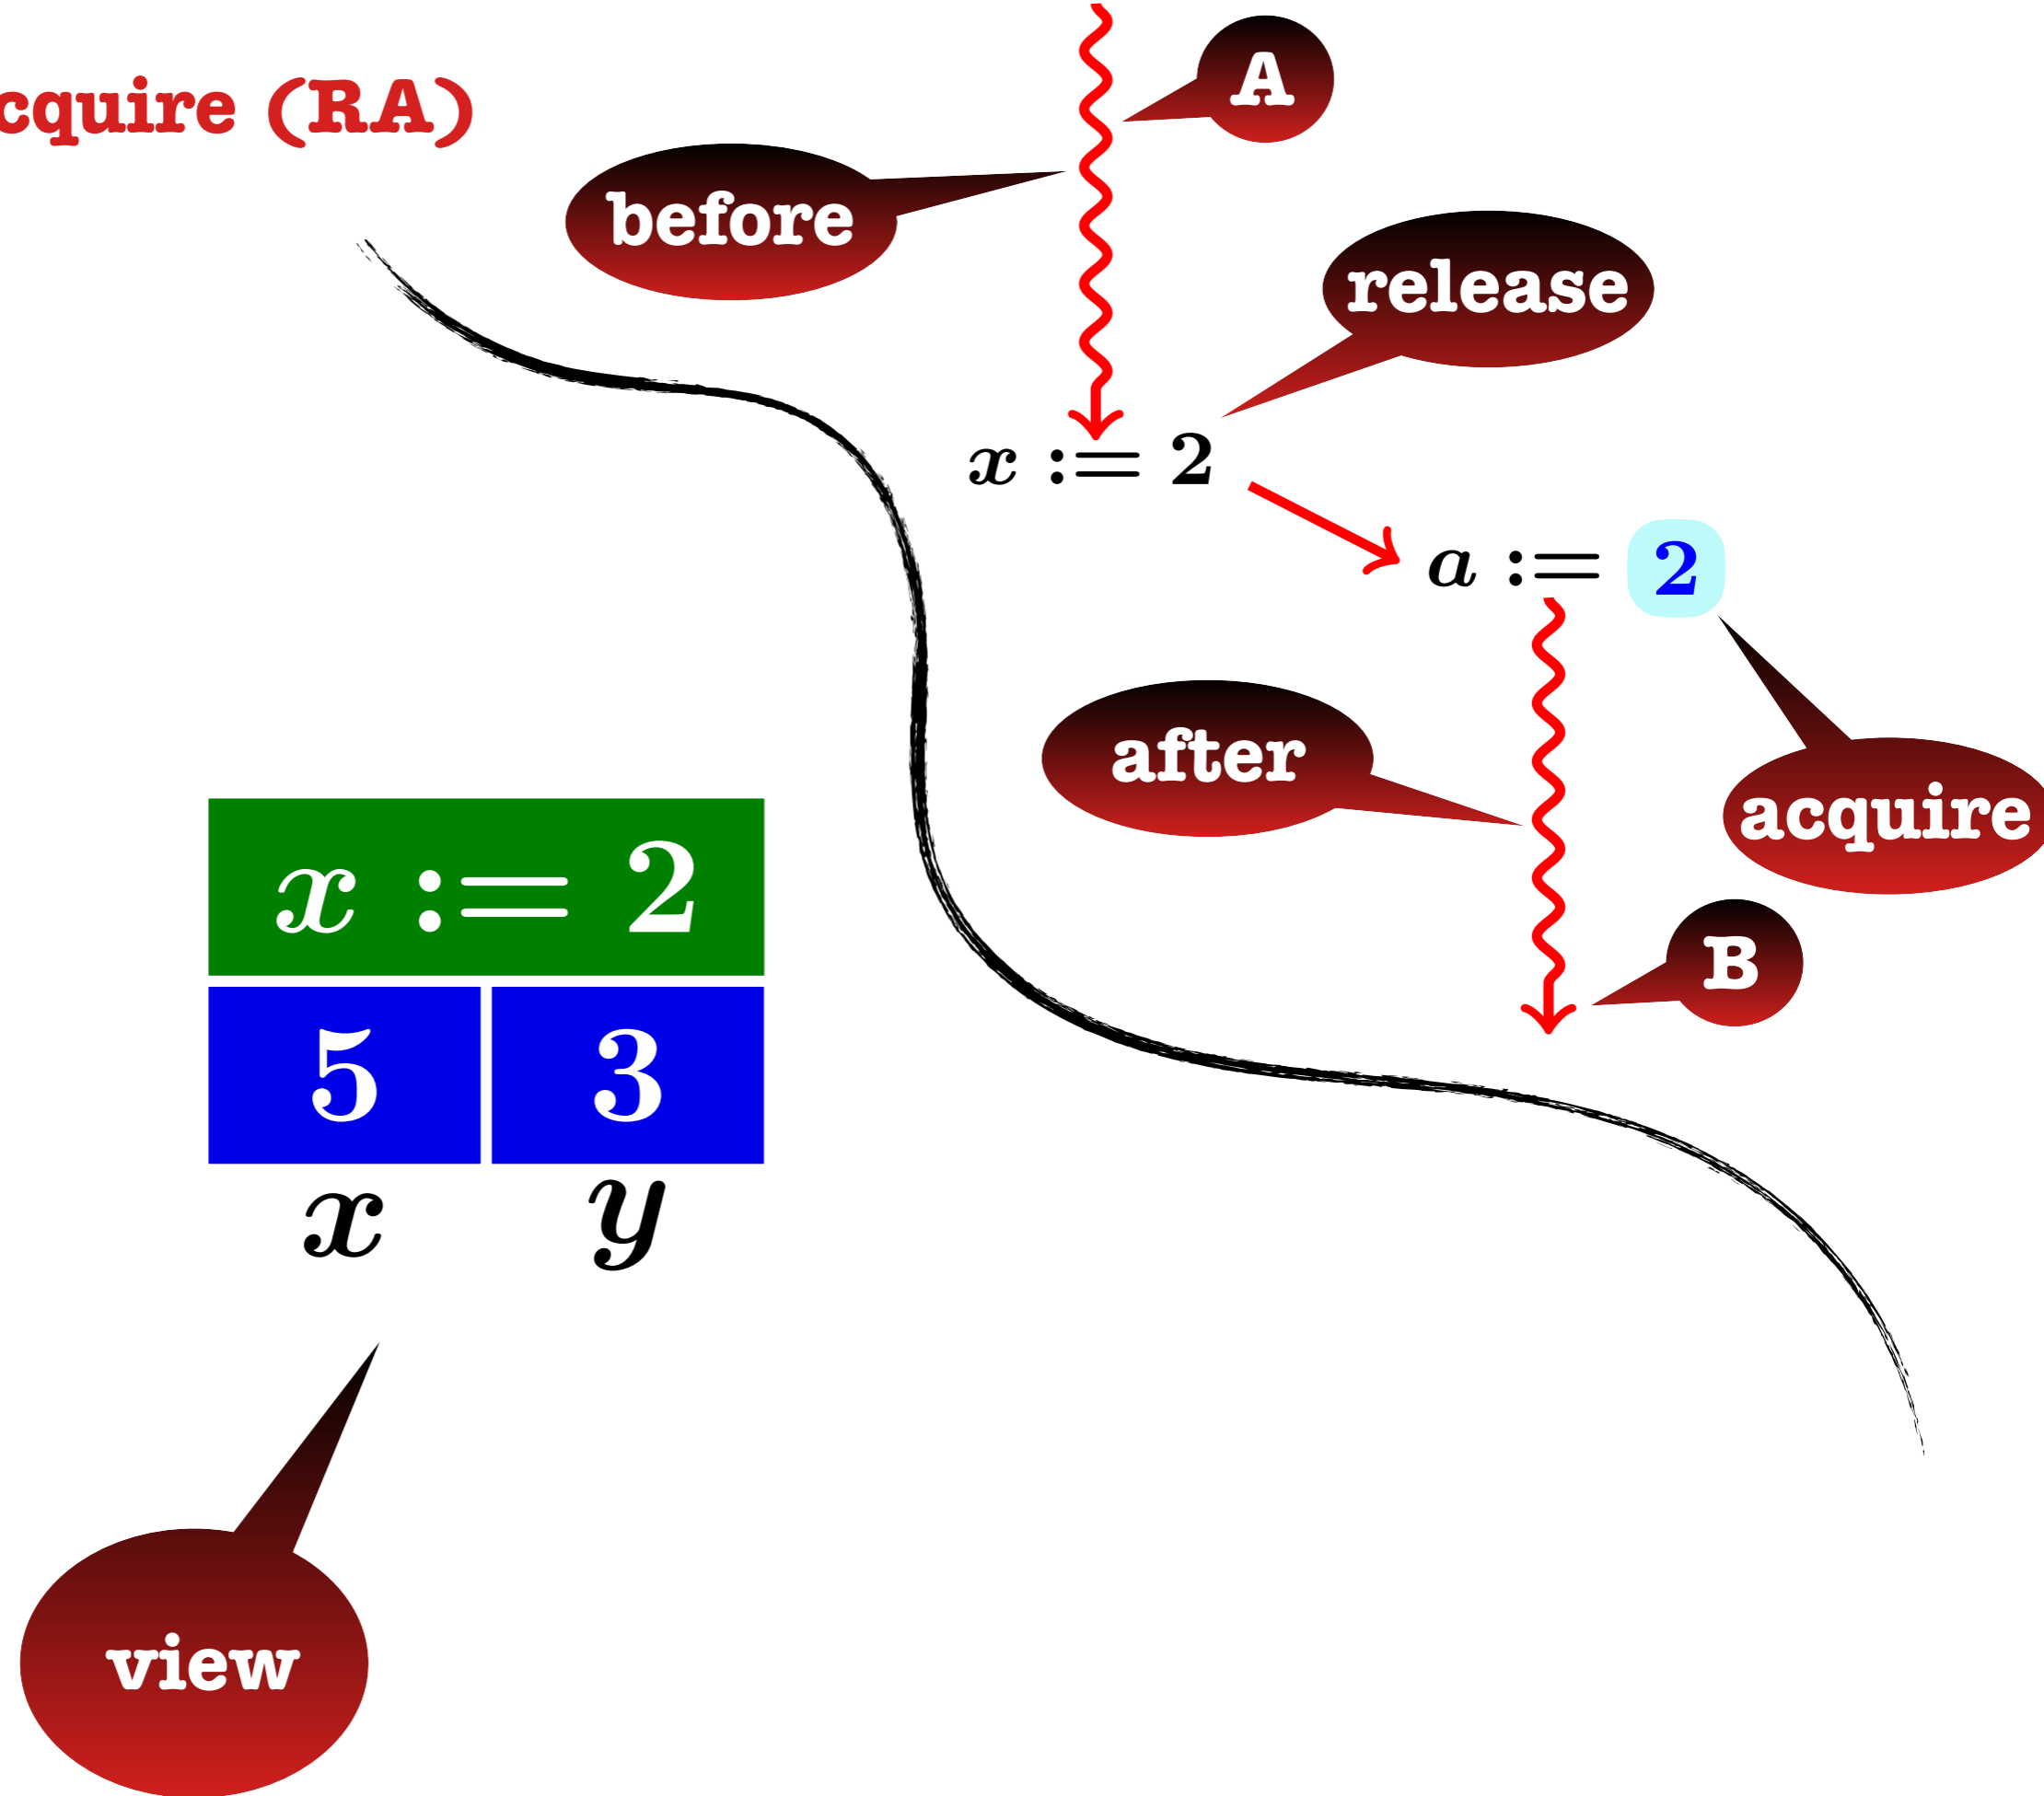 cquire (RA)
A
before
release
x := 2
a := 2
after
acquire
x := 2
B
5 3
x y
view